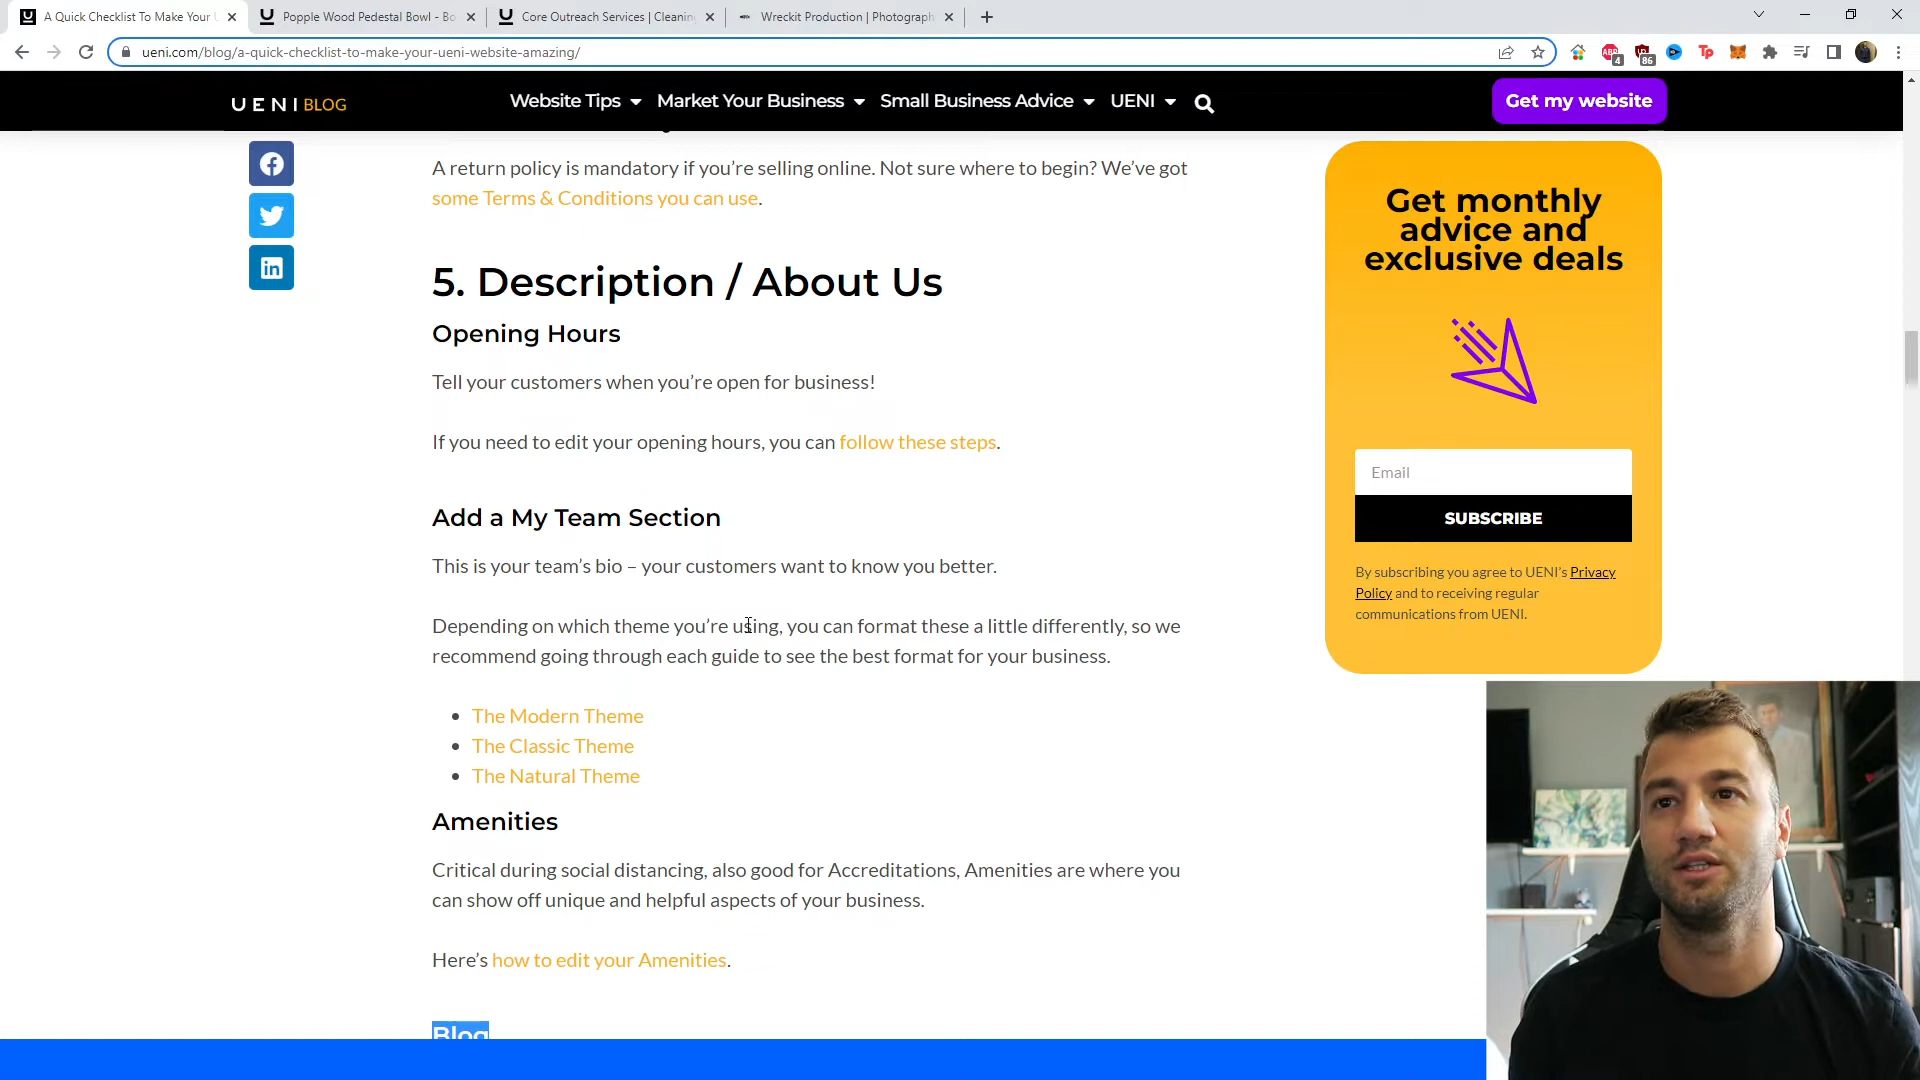 A Quick Checklist To Make Your U
Popple Wood Pedestal Bowl - Bo
Core Outreach Services | Cleanin
Wreckit Production | Photograph
ueni.com/blog/a-quick-checklist-to-make-your-ueni-website-amazing/
4
86
UENI BLOG
Website Tips
Market Your Business
Small Business Advice
UENI
Get my website
A return policy is mandatory if you’re selling online. Not sure where to begin? We’ve got
some Terms & Conditions you can use.
5. Description / About Us
Opening Hours
Tell your customers when you’re open for business!
If you need to edit your opening hours, you can follow these steps.
Add a My Team Section
This is your team’s bio – your customers want to know you better.
Depending on which theme you’re using, you can format these a little differently, so we
recommend going through each guide to see the best format for your business.
• The Modern Theme
• The Classic Theme
• The Natural Theme
Amenities
Critical during social distancing, also good for Accreditations, Amenities are where you
can show off unique and helpful aspects of your business.
Here’s how to edit your Amenities.
Blog
Get monthly
advice and
exclusive deals
Email
SUBSCRIBE
By subscribing you agree to UENI’s Privacy
Policy and to receiving regular
communications from UENI.